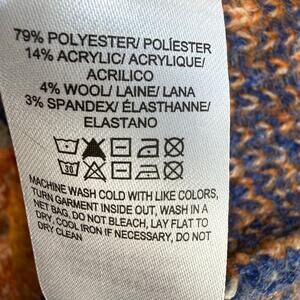 79% POLYESTER/ POLÍESTER
14% ACRYLIC/ ACRYLIQUE/
ACRILICO
4% WOOL/ LAINE/ LANA
3% SPANDEX/ ÉLASTHANNE/
ELASTANO
30
MACHINE WASH COLD WITH LIKE COLORS,
TURN GARMENT INSIDE OUT, WASH IN A
NET BAG, DO NOT BLEACH, LAY FLAT TO
DRY, COOL IRON IF NECESSARY, DO NOT
DRY CLEAN